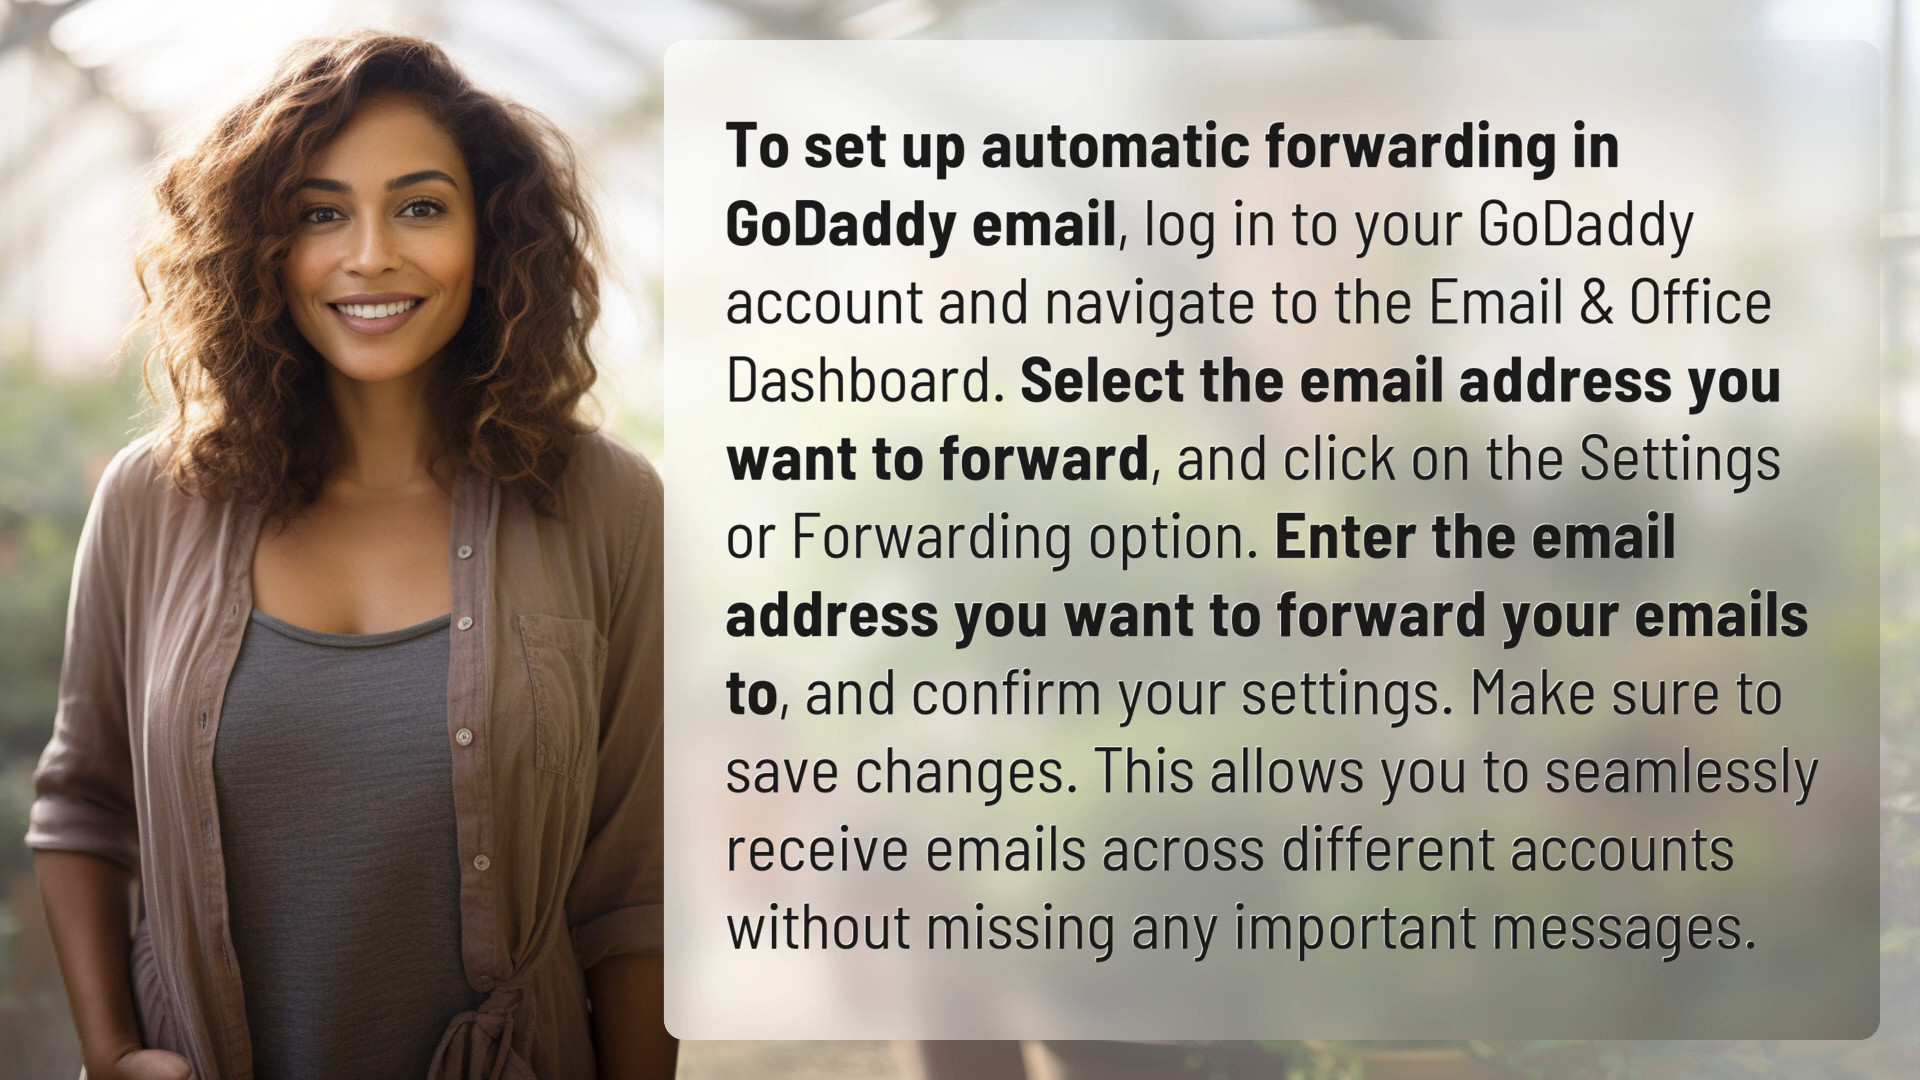 To set up automatic forwarding in
GoDaddy email, log in to your GoDaddy
account and navigate to the Email & Office
Dashboard. Select the email address you
want to forward, and click on the Settings
or Forwarding option. Enter the email
address you want to forward your emails
to, and confirm your settings. Make sure to
save changes. This allows you to seamlessly
receive emails across different accounts
without missing any important messages.